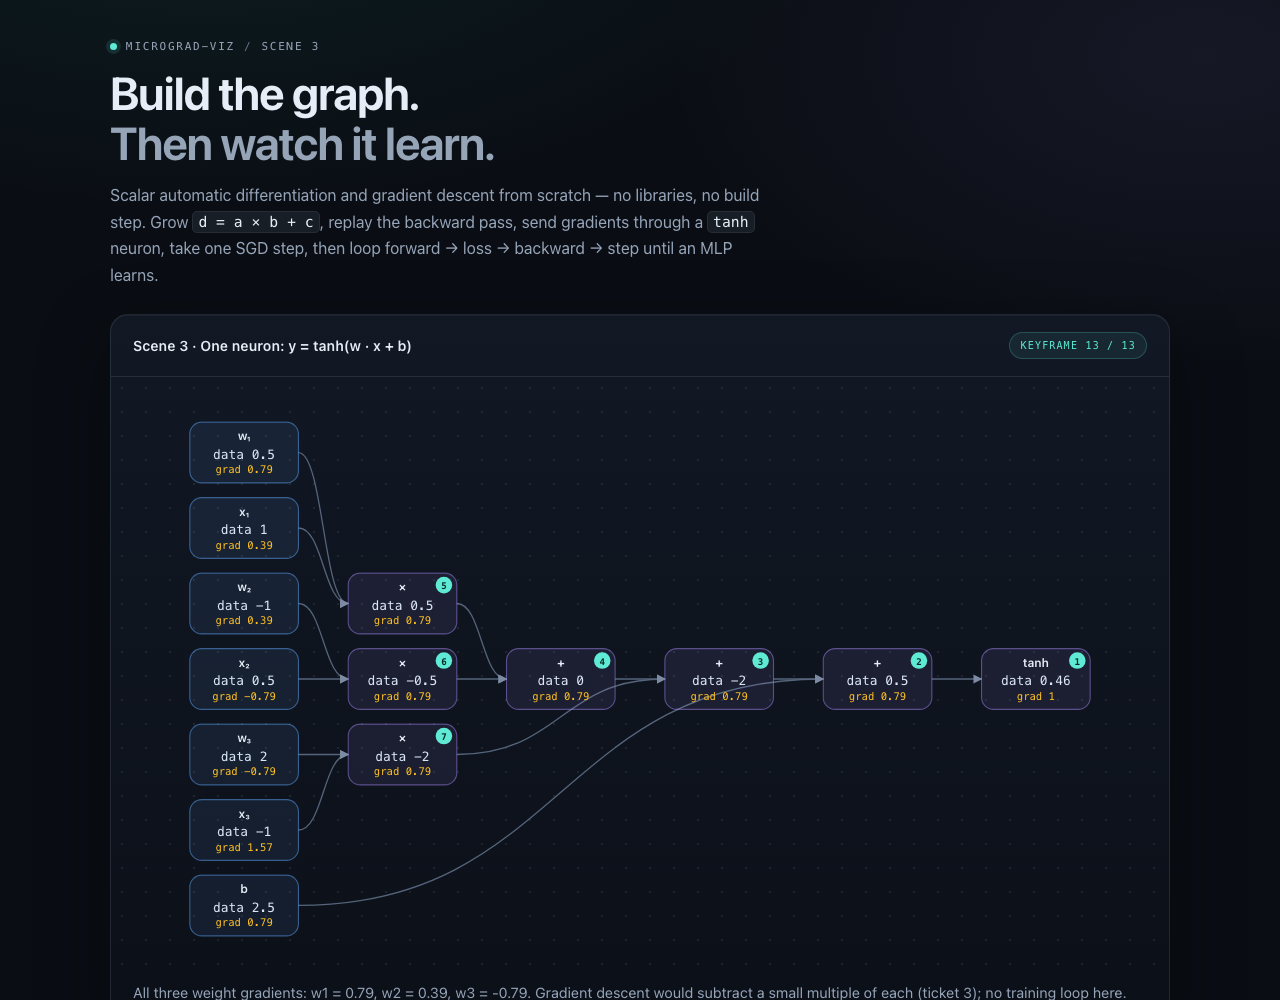 MICROGRAD-VIZ / SCENE 3
Build the graph.
Then watch it learn.
Scalar automatic differentiation and gradient descent from scratch — no libraries, no build
step. Grow d = a × b + c, replay the backward pass, send gradients through a tanh
neuron, take one SGD step, then loop forward → loss → backward → step until an MLP
learns.
Scene 3 · One neuron: y = tanh(w · x + b)
KEYFRAME 13 / 13
w₁
data 0.5
grad 0.79
x₁
data 1
grad 0.39
w₂
data −1
grad 0.39
x₂
data 0.5
grad −0.79
w₃
data 2
grad −0.79
x₃
data −1
grad 1.57
b
data 2.5
grad 0.79
× 5
data 0.5
grad 0.79
× 6
data −0.5
grad 0.79
× 7
data −2
grad 0.79
+ 4
data 0
grad 0.79
+ 3
data −2
grad 0.79
+ 2
data 0.5
grad 0.79
tanh 1
data 0.46
grad 1
All three weight gradients: w1 = 0.79, w2 = 0.39, w3 = -0.79. Gradient descent would subtract a small multiple of each (ticket 3); no training loop here.